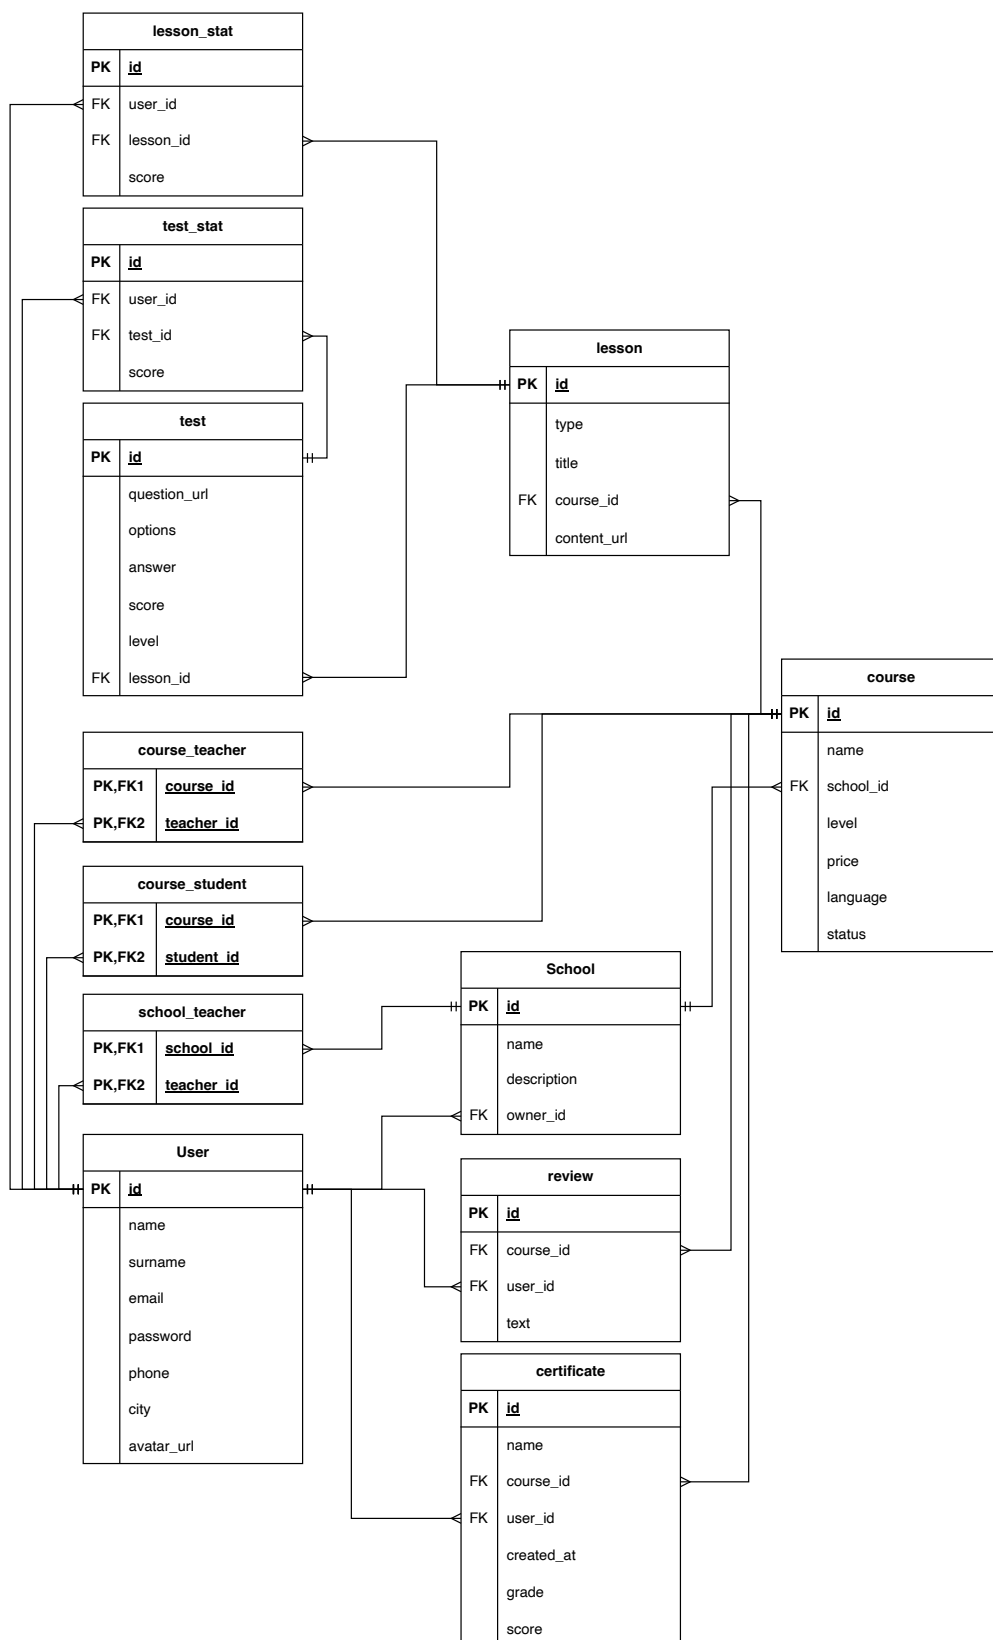 lesson_stat
PK id
FK user_id
FK lesson_id
score
test_stat
PK id
FK user_id
FK test_id
score
test
PK id
question_url
options
answer
score
level
FK lesson_id
lesson
PK id
type
title
FK course_id
content_url
course
PK id
name
FK school_id
level
price
language
status
course_teacher
PK,FK1 course_id
PK,FK2 teacher_id
course_student
PK,FK1 course_id
PK,FK2 student_id
school_teacher
PK,FK1 school_id
PK,FK2 teacher_id
School
PK id
name
description
FK owner_id
User
PK id
name
surname
email
password
phone
city
avatar_url
review
PK id
FK course_id
FK user_id
text
certificate
PK id
name
FK course_id
FK user_id
created_at
grade
score